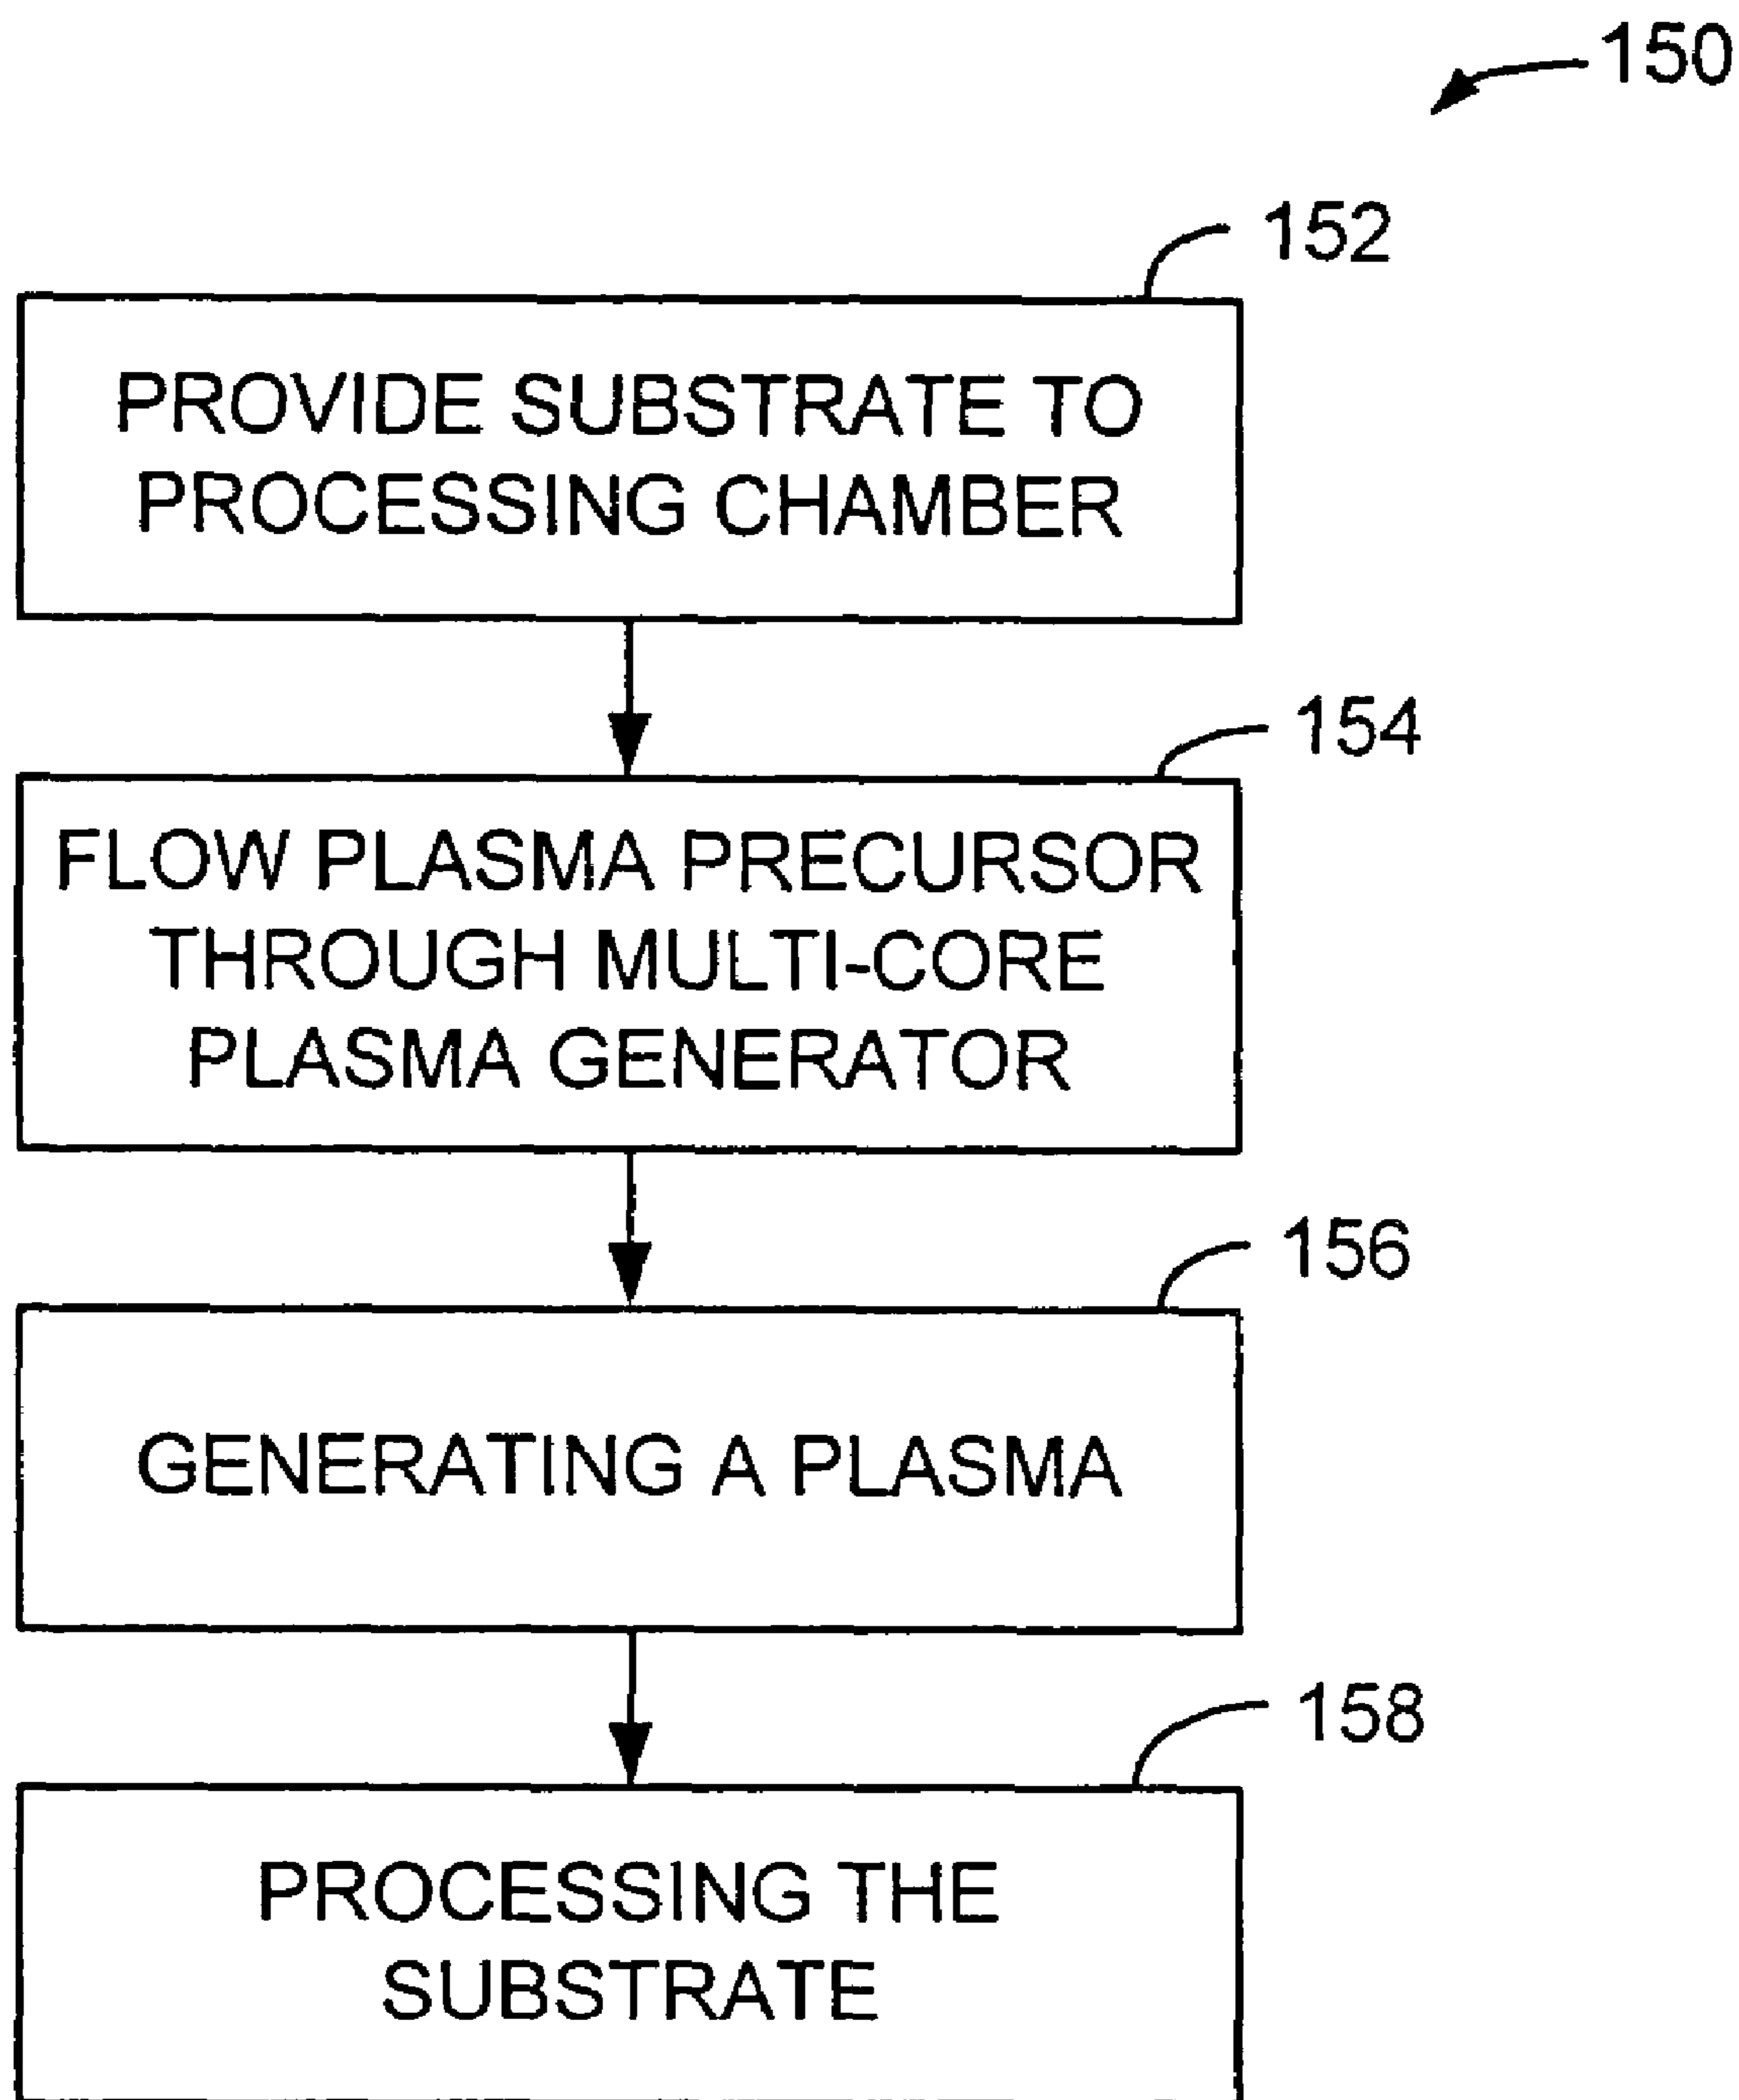 150
152
PROVIDE SUBSTRATE TO
PROCESSING CHAMBER
154
FLOW PLASMA PRECURSOR
THROUGH MULTI-CORE
PLASMA GENERATOR
156
GENERATING A PLASMA
158
PROCESSING THE
SUBSTRATE